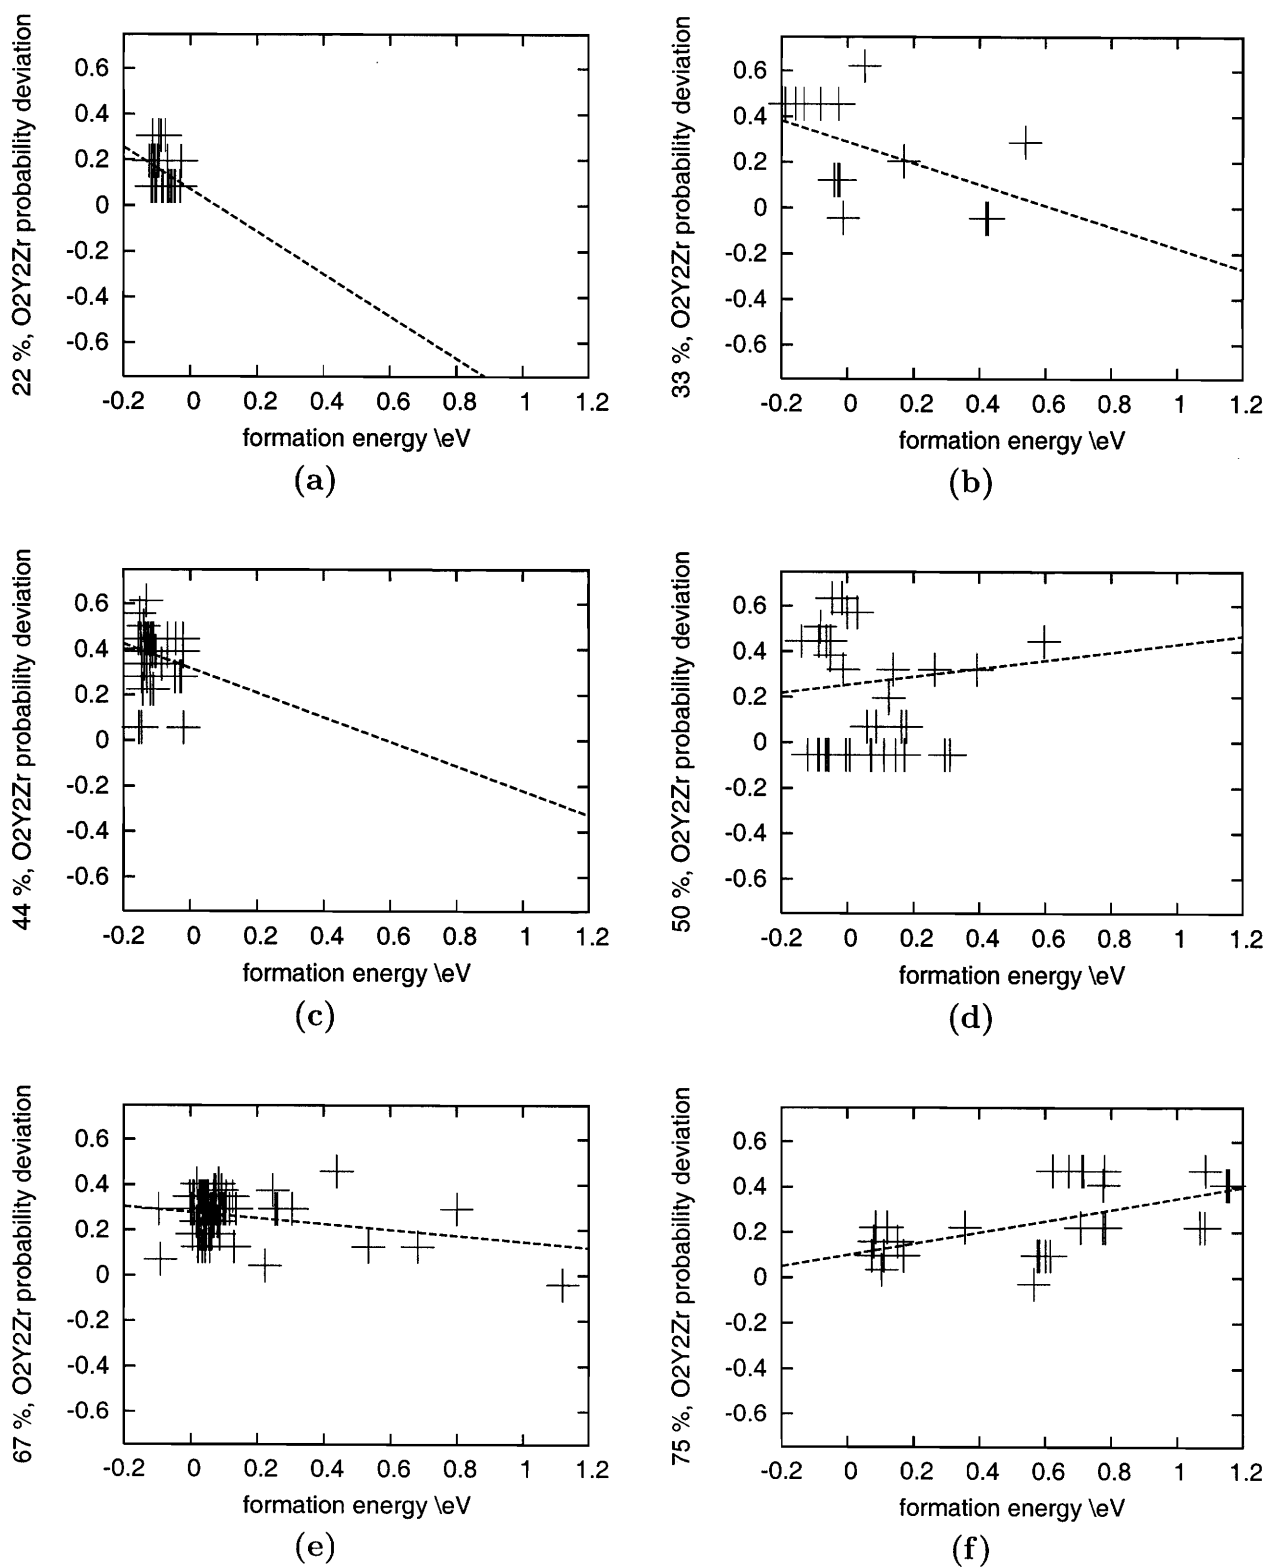 22 %, O2Y2Zr probability deviation
0.6
0.4
0.2
0
-0.2
-0.4
-0.6
-0.2 0 0.2 0.4 0.6 0.8 1 1.2
formation energy \eV
(a)
33 %, O2Y2Zr probability deviation
0.6
0.4
0.2
0
-0.2
-0.4
-0.6
-0.2 0 0.2 0.4 0.6 0.8 1 1.2
formation energy \eV
(b)
44 %, O2Y2Zr probability deviation
0.6
0.4
0.2
0
-0.2
-0.4
-0.6
-0.2 0 0.2 0.4 0.6 0.8 1 1.2
formation energy \eV
(c)
50 %, O2Y2Zr probability deviation
0.6
0.4
0.2
0
-0.2
-0.4
-0.6
-0.2 0 0.2 0.4 0.6 0.8 1 1.2
formation energy \eV
(d)
67 %, O2Y2Zr probability deviation
0.6
0.4
0.2
0
-0.2
-0.4
-0.6
-0.2 0 0.2 0.4 0.6 0.8 1 1.2
formation energy \eV
(e)
75 %, O2Y2Zr probability deviation
0.6
0.4
0.2
0
-0.2
-0.4
-0.6
-0.2 0 0.2 0.4 0.6 0.8 1 1.2
formation energy \eV
(f)